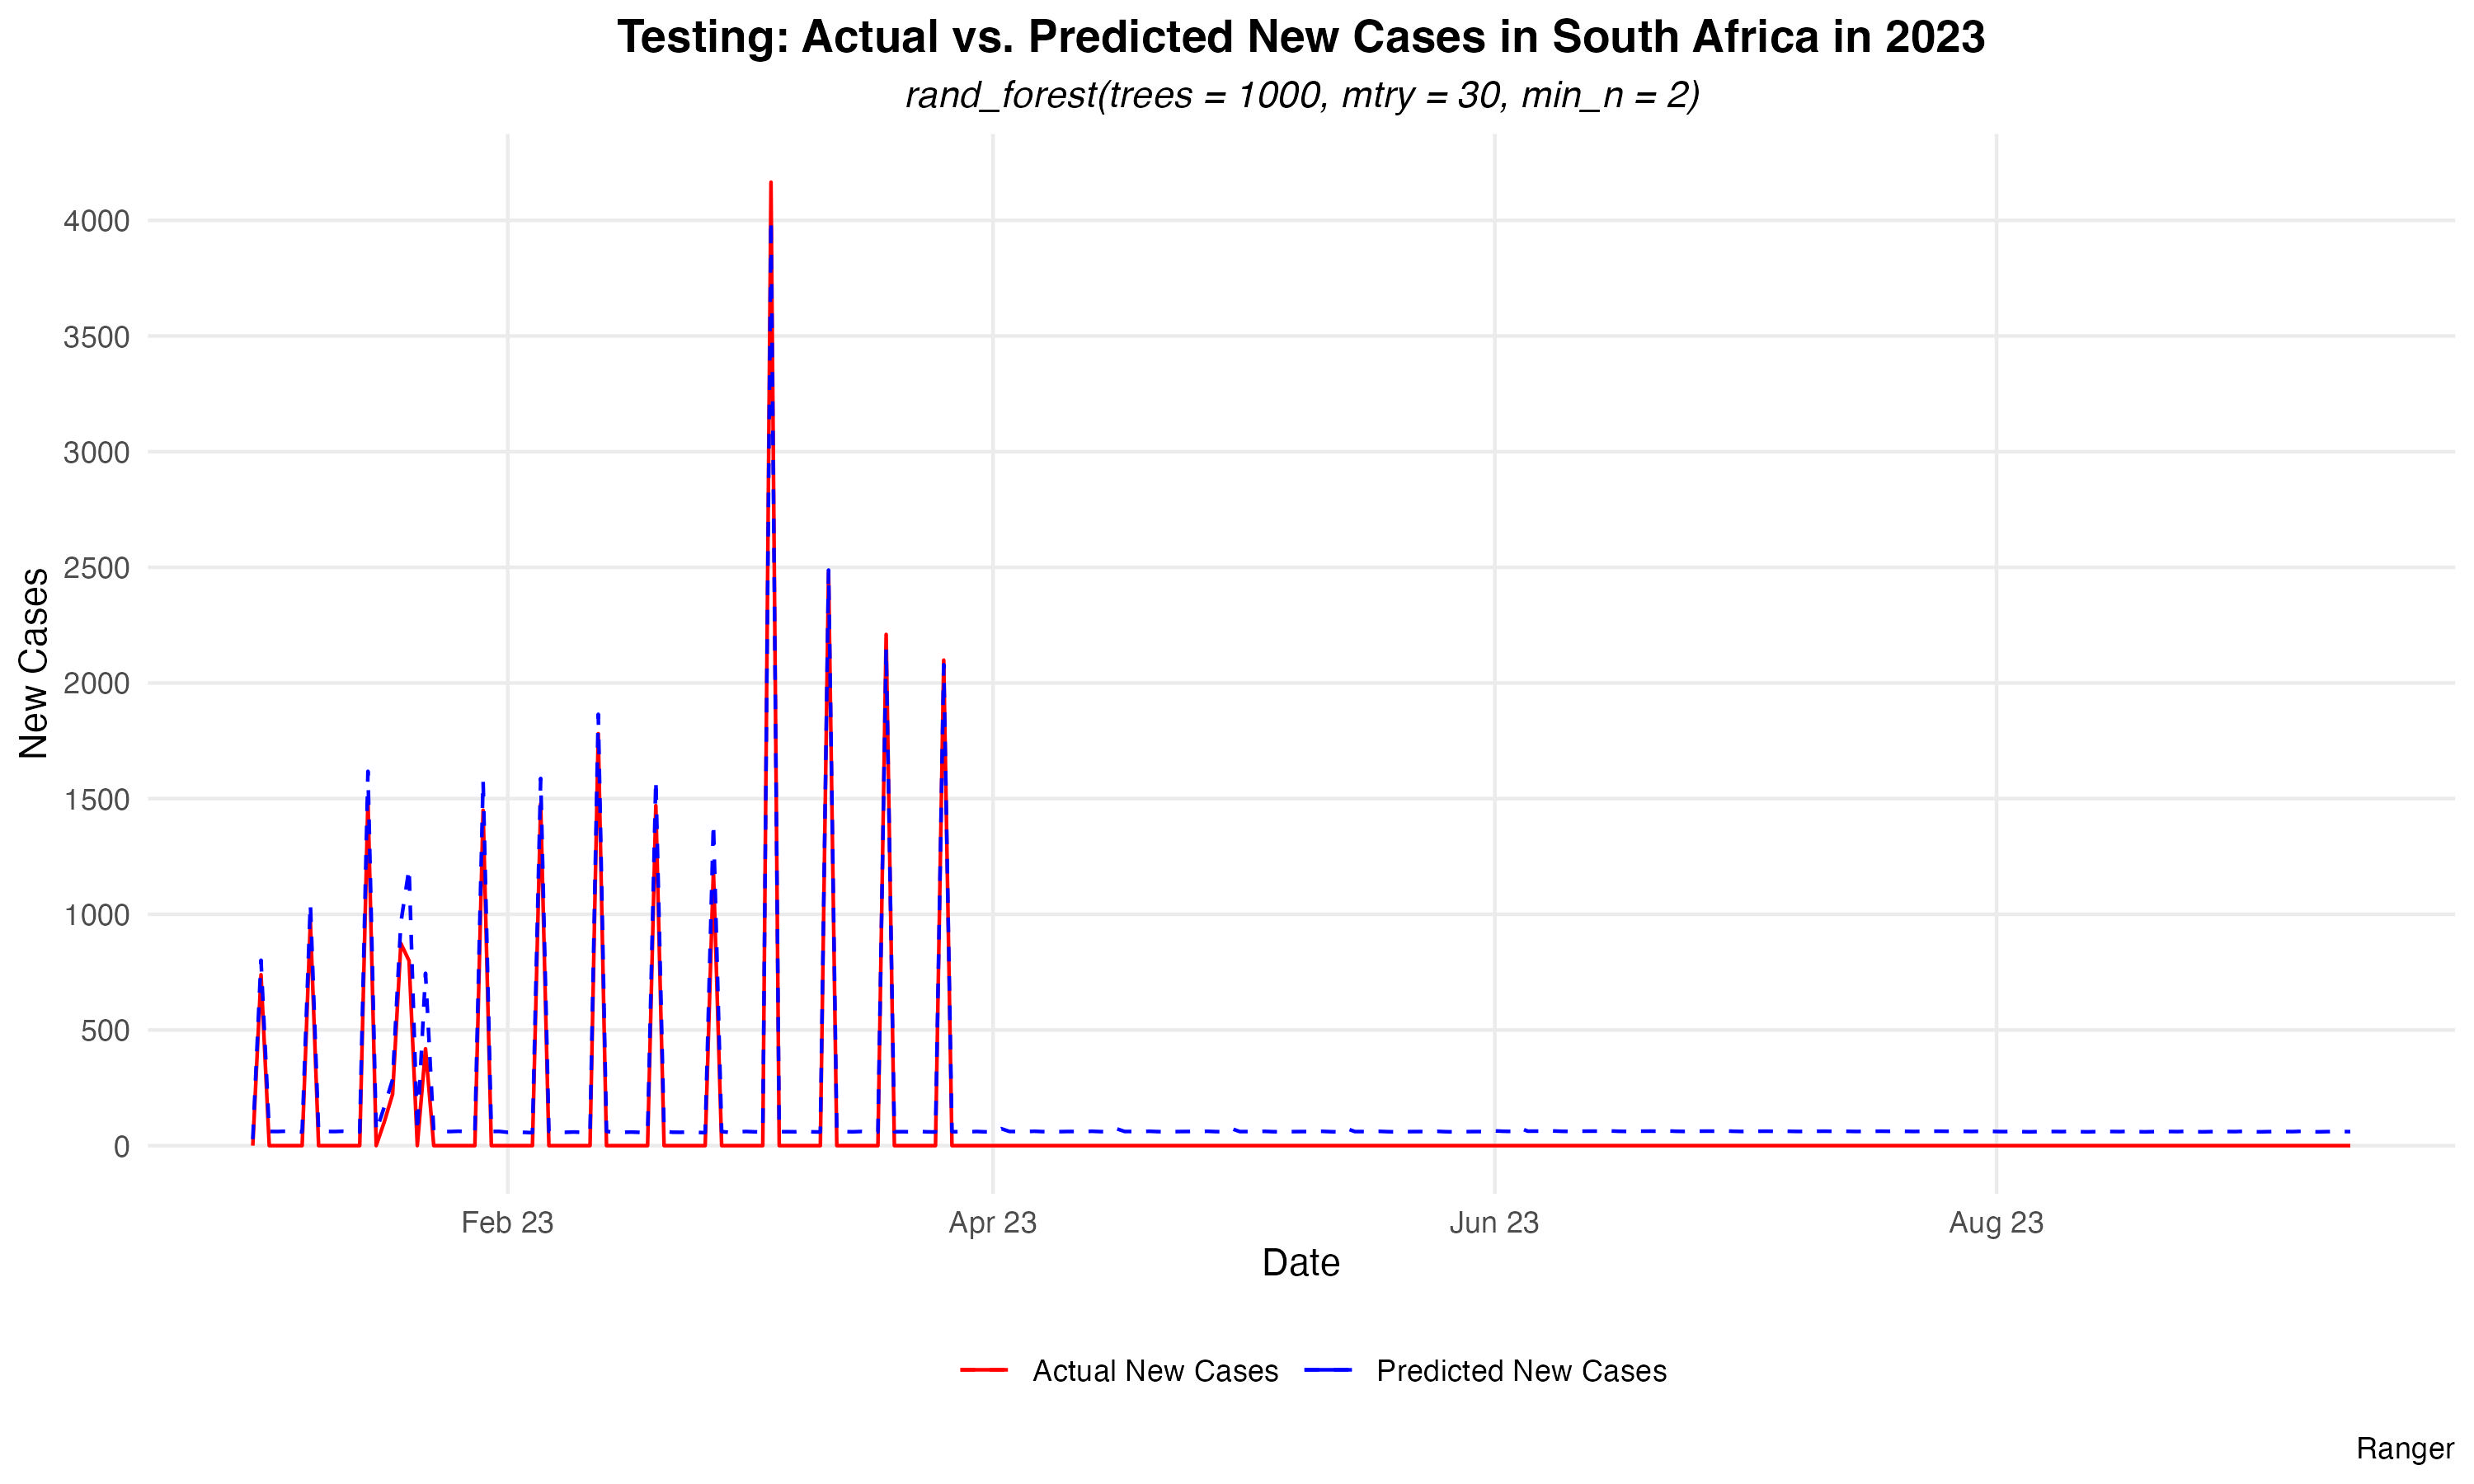 Testing: Actual vs. Predicted New Cases in South Africa in 2023
rand_forest(trees = 1000, mtry = 30, min_n = 2)
New Cases
4000
3500
3000
2500
2000
1500
1000
500
0
Feb 23 Apr 23 Jun 23 Aug 23
Date
Actual New Cases Predicted New Cases
Ranger